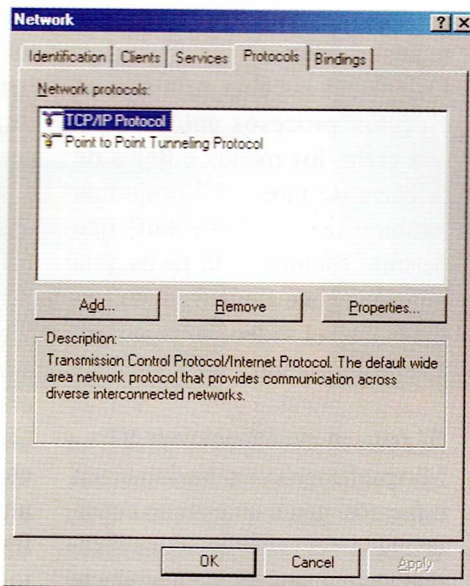 Network
Identification Clients Services Protocols Bindings
Network protocols:
TCP/IP Protocol
Point to Point Tunneling Protocol
Add... Remove Properties...
Description:
Transmission Control Protocol/Internet Protocol. The default wide
area network protocol that provides communication across
diverse interconnected networks.
OK Cancel Apply